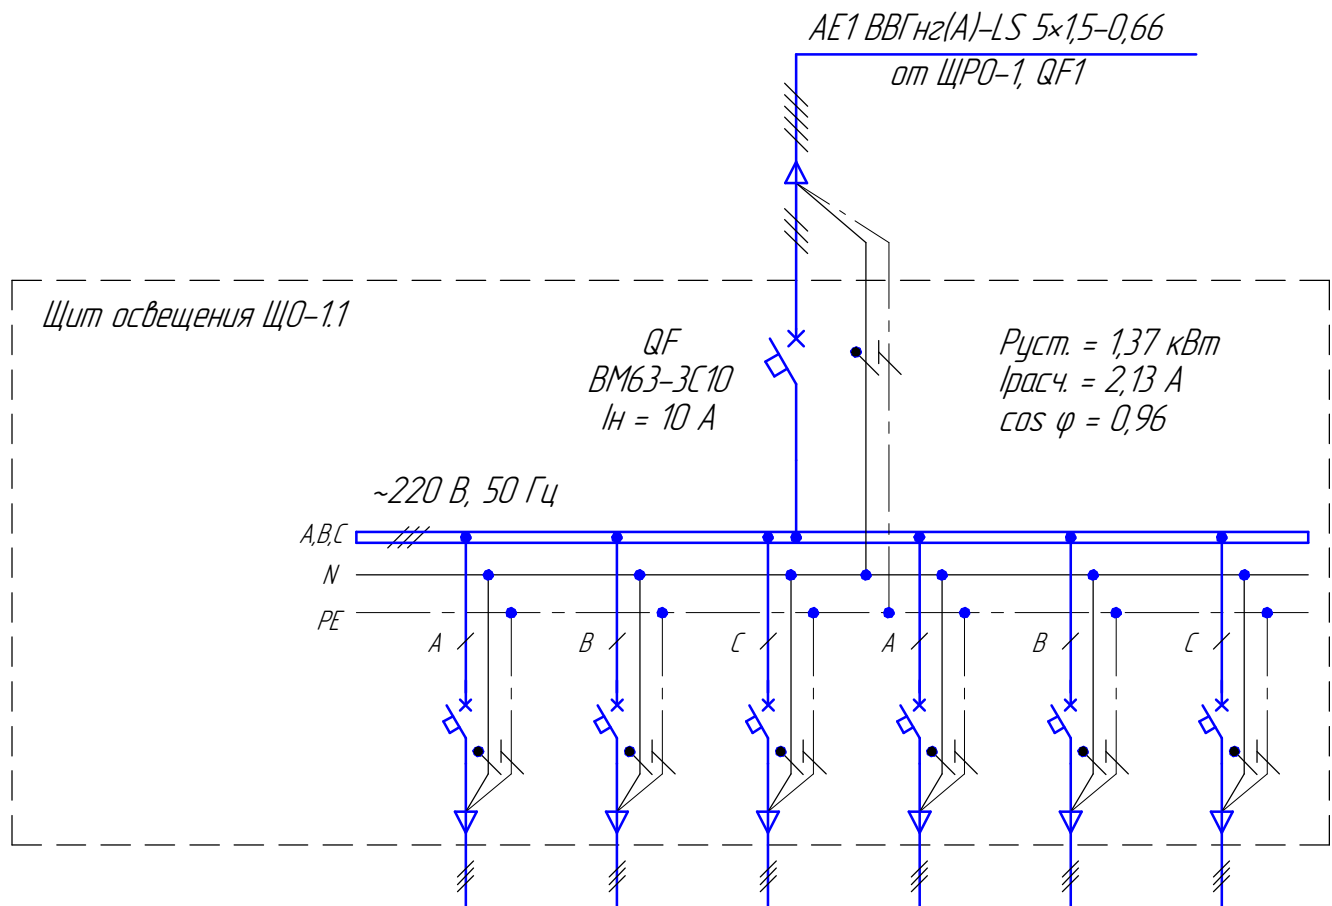 АЕ1 ВВГнг(А)-LS 5×1,5-0,66
от ЩРО-1, QF1
Щит освещения ЩО-1.1
QF
ВМ63-3С10
Iн = 10 А
Руст. = 1,37 кВт
Iрасч. = 2,13 А
cos φ = 0,96
~220 В, 50 Гц
А,В,С
N
PE
А
В
С
А
В
С